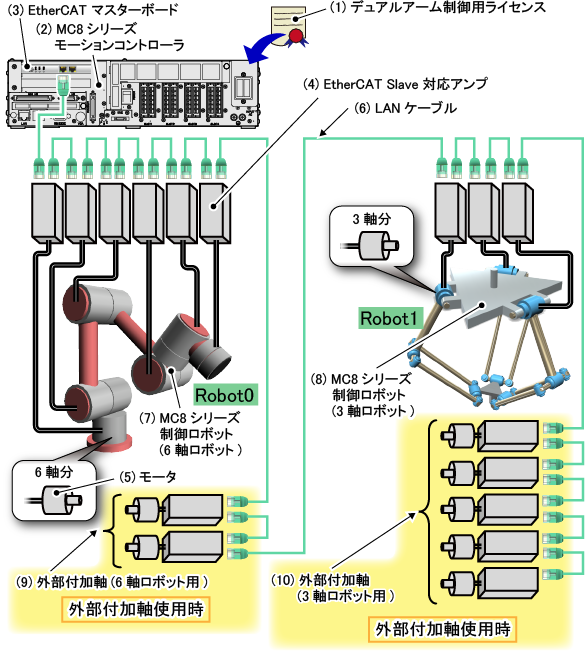 (1) デュアルアーム制御用ライセンス
(3) EtherCAT マスターボード
(2) MC8 シリーズ
モーションコントローラ
(4) EtherCAT Slave 対応アンプ
(6) LAN ケーブル
3 軸分
Robot1
Robot0
(8) MC8 シリーズ
制御ロボット
(3 軸ロボット)
(7) MC8 シリーズ
制御ロボット
(6 軸ロボット)
6 軸分
(5) モータ
(9) 外部付加軸 (6 軸ロボット用)
外部付加軸使用時
(10) 外部付加軸
(3 軸ロボット用)
外部付加軸使用時